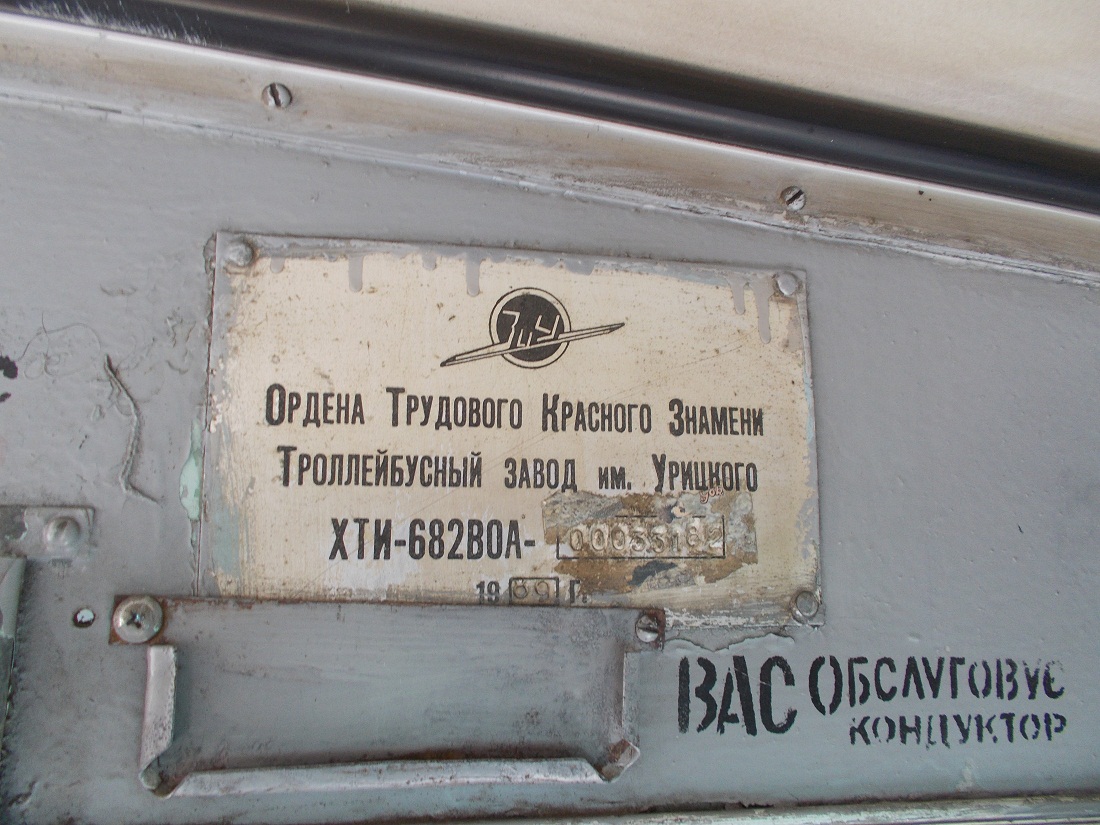 ЗиУ
Ордена Трудового Красного Знамени
Троллейбусный завод им. Урицкого
ХТИ-682В0А-
19 89 г.
ВАС Обслуговує
кондуктор